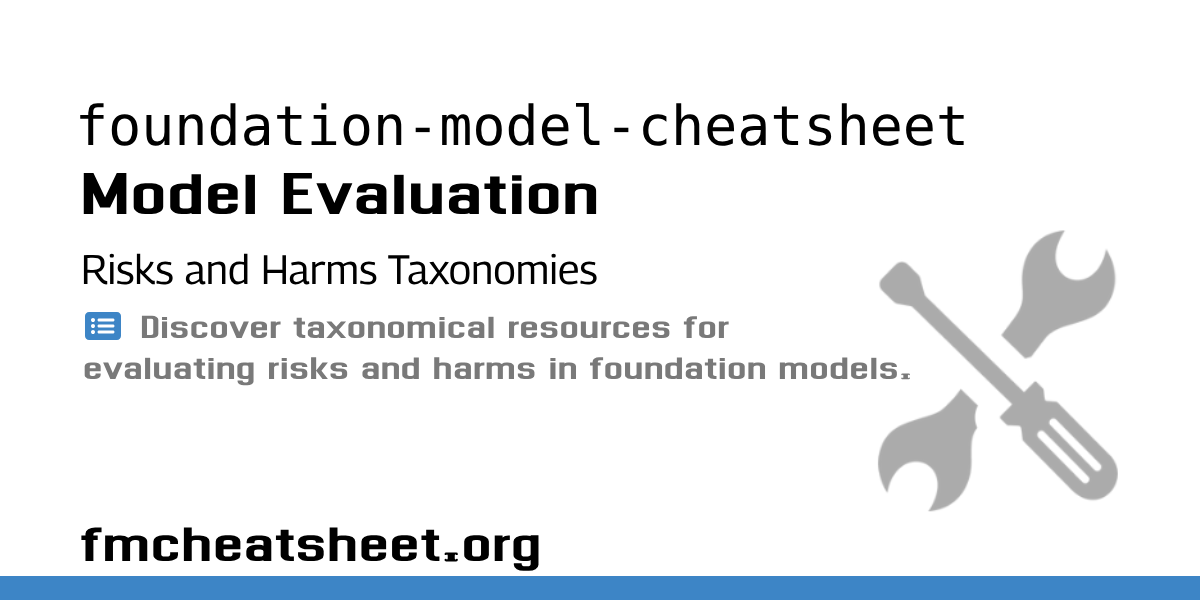 foundation-model-cheatsheet
Model Evaluation
Risks and Harms Taxonomies
Discover taxonomical resources for
evaluating risks and harms in foundation models.
fmcheatsheet.org